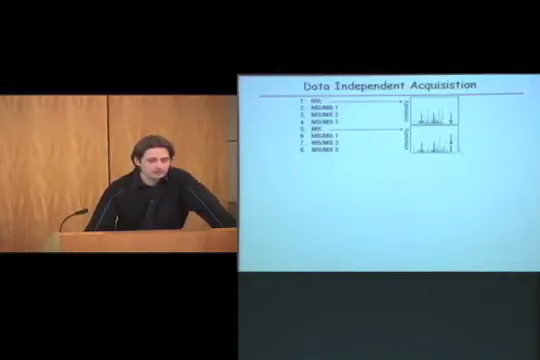 Data Independent Acquisistion
1. MS
2. MS/MS 1
3. MS/MS 2
4. MS/MS 3
5. MS
6. MS/MS 1
7. MS/MS 2
8. MS/MS 3